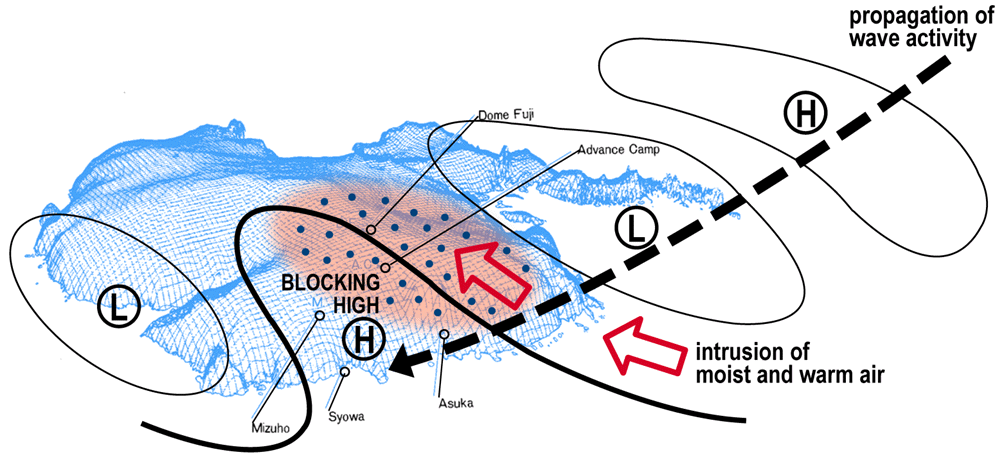 propagation of
wave activity
H
Dome Fuji
Advance Camp
L
BLOCKING
HIGH
L
H
intrusion of
moist and warm air
Asuka
Syowa
Mizuho